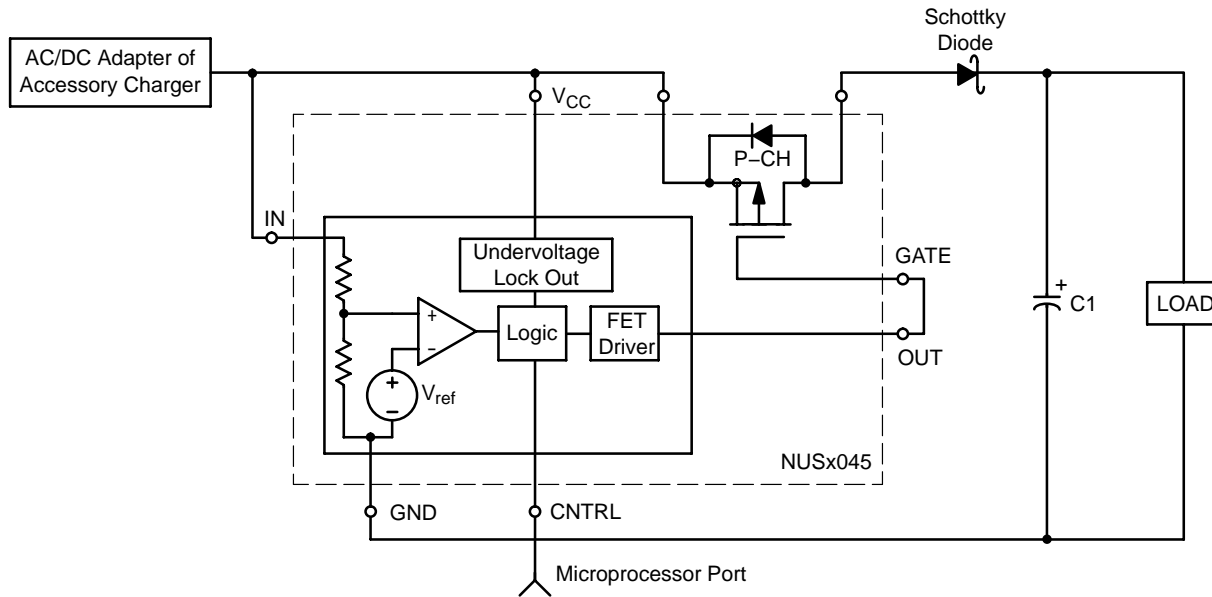 Schottky
Diode
AC/DC Adapter of
Accessory Charger
VCC
P–CH
IN
Undervoltage
Lock Out
GATE
+
C1
LOAD
+
–
Logic
FET
Driver
OUT
+
–
Vref
NUSx045
GND
CNTRL
Microprocessor Port